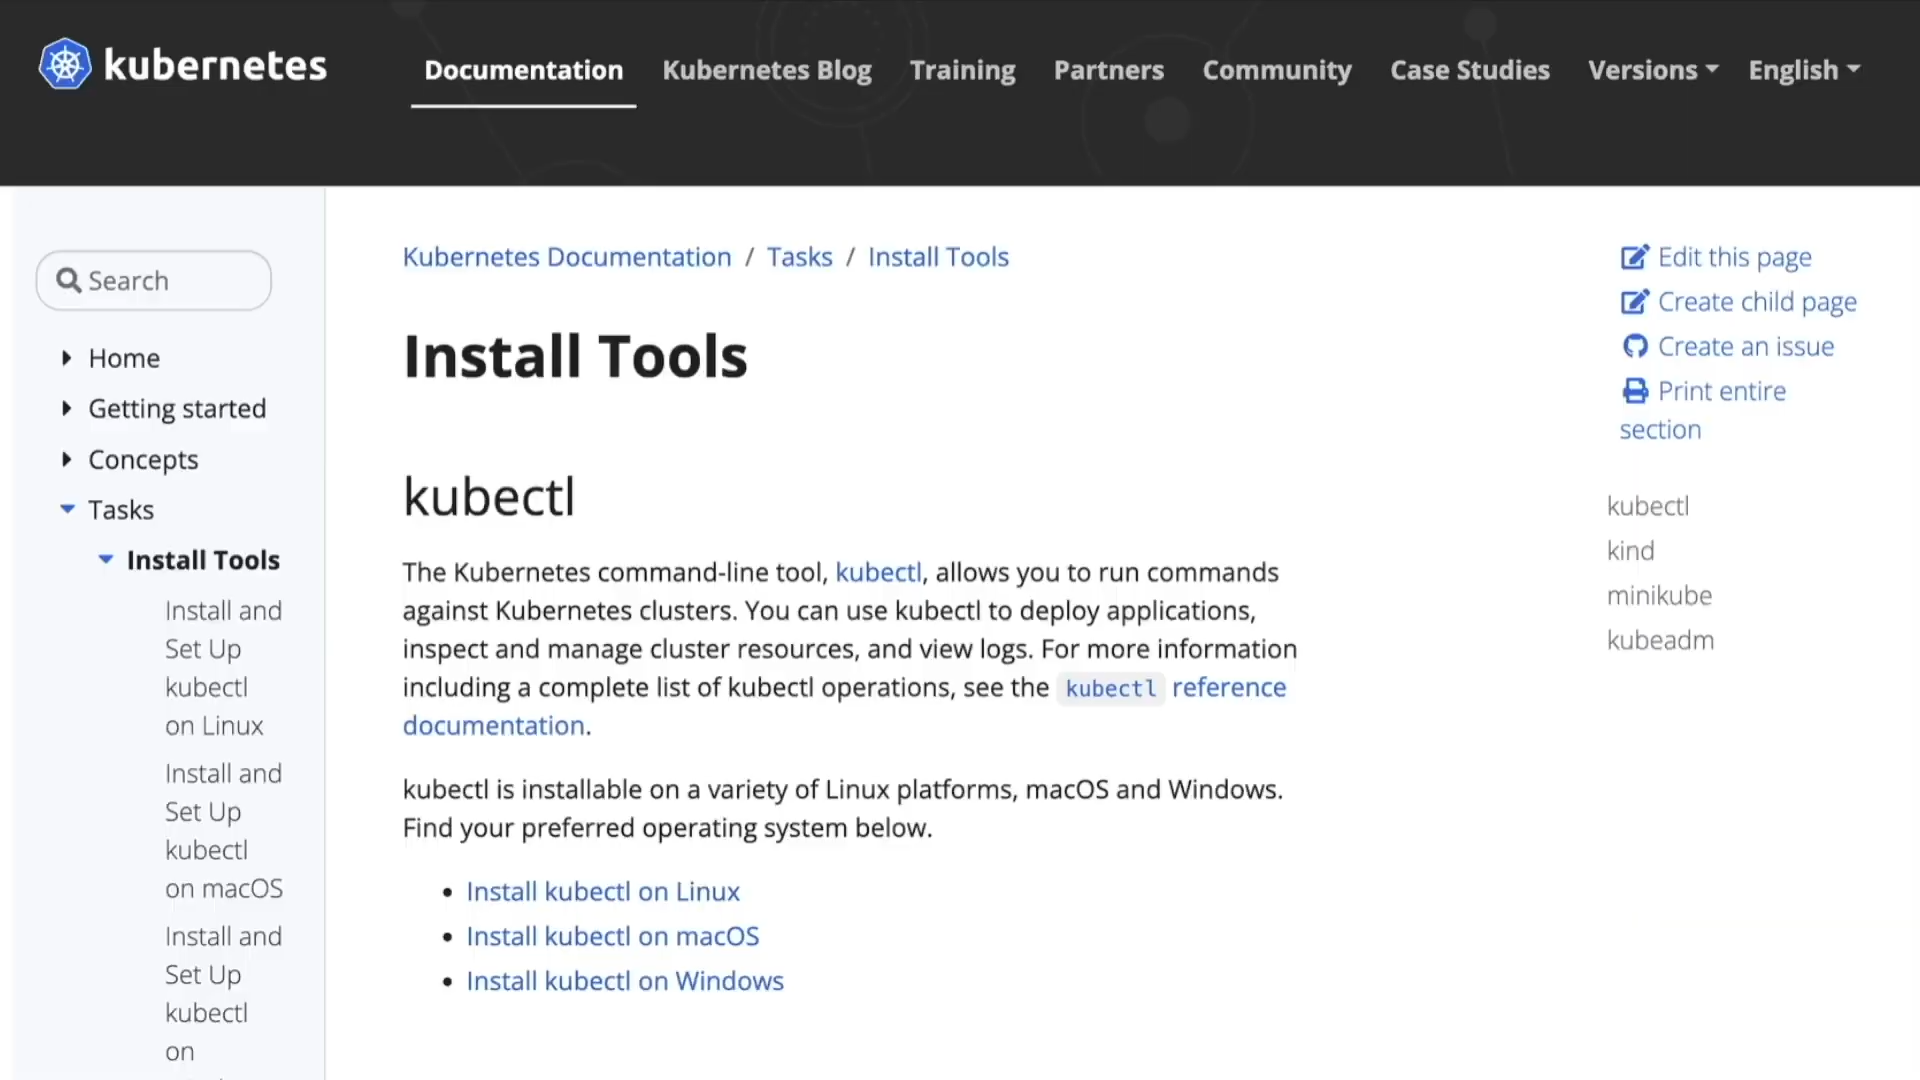 kubernetes
Documentation
Kubernetes Blog
Training
Partners
Community
Case Studies
Versions
English
Search
Home
Getting started
Concepts
Tasks
Install Tools
Install and
Set Up
kubectl
on Linux
Install and
Set Up
kubectl
on macOS
Install and
Set Up
kubectl
on
Kubernetes Documentation / Tasks / Install Tools
Install Tools
kubectl
The Kubernetes command-line tool, kubectl, allows you to run commands
against Kubernetes clusters. You can use kubectl to deploy applications,
inspect and manage cluster resources, and view logs. For more information
including a complete list of kubectl operations, see the kubectl reference
documentation.
kubectl is installable on a variety of Linux platforms, macOS and Windows.
Find your preferred operating system below.
• Install kubectl on Linux
• Install kubectl on macOS
• Install kubectl on Windows
Edit this page
Create child page
Create an issue
Print entire
section
kubectl
kind
minikube
kubeadm